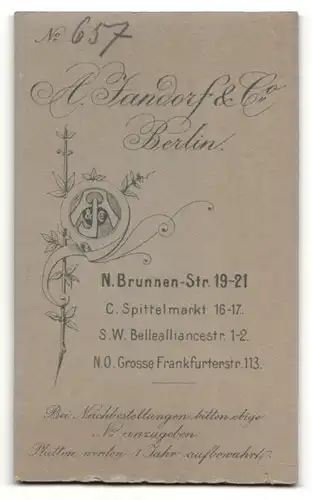 No 657
A. Jandorf & Co.
Berlin.
A J & Co
N. Brunnen-Str. 19-21
C. Spittelmarkt 16-17.
S.W. Bellealliancestr. 1-2.
N.O. Grosse Frankfurterstr. 113.
Bei Nachbestellungen bitten obige
No anzugeben
Platten werden 1 Jahr aufbewahrt.